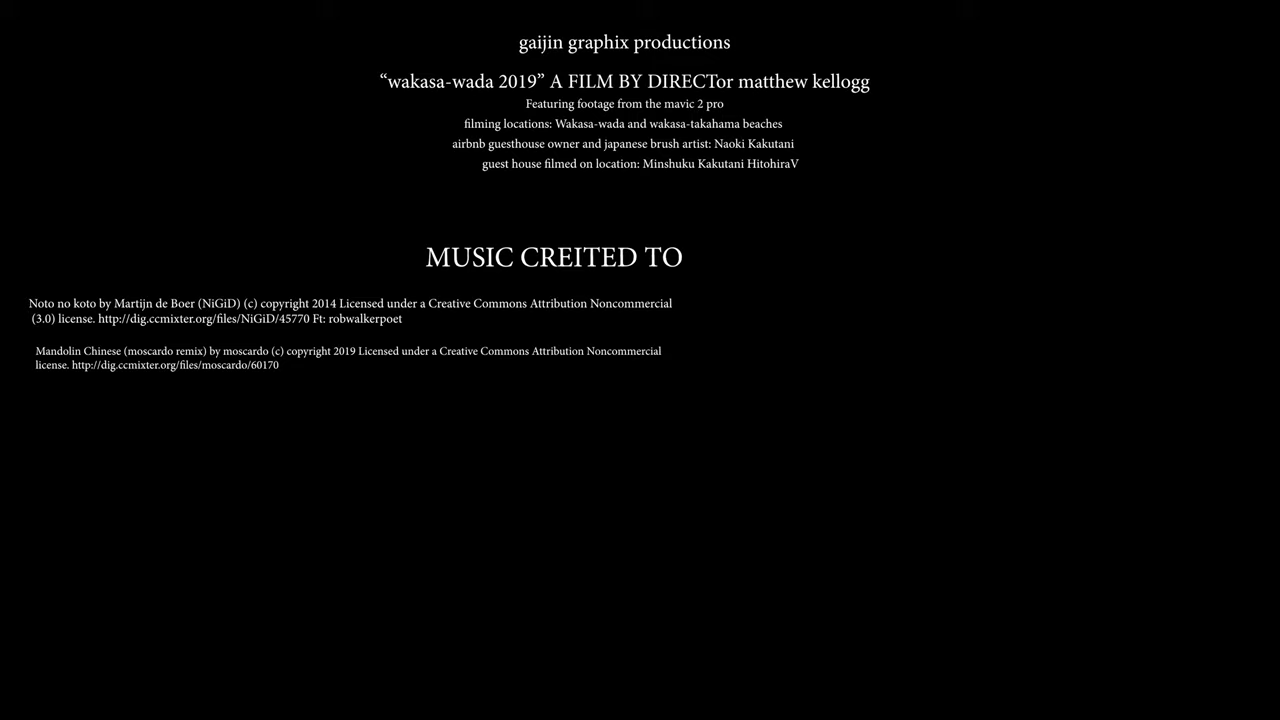 gaijin graphix productions
“wakasa-wada 2019” A FILM BY DIRECTor matthew kellogg
Featuring footage from the mavic 2 pro
filming locations: Wakasa-wada and wakasa-takahama beaches
airbnb guesthouse owner and japanese brush artist: Naoki Kakutani
guest house filmed on location: Minshuku Kakutani HitohiraV
MUSIC CREITED TO
Noto no koto by Martijn de Boer (NiGiD) (c) copyright 2014 Licensed under a Creative Commons Attribution Noncommercial
(3.0) license. http://dig.ccmixter.org/files/NiGiD/45770 Ft: robwalkerpoet
Mandolin Chinese (moscardo remix) by moscardo (c) copyright 2019 Licensed under a Creative Commons Attribution Noncommercial
license. http://dig.ccmixter.org/files/moscardo/60170